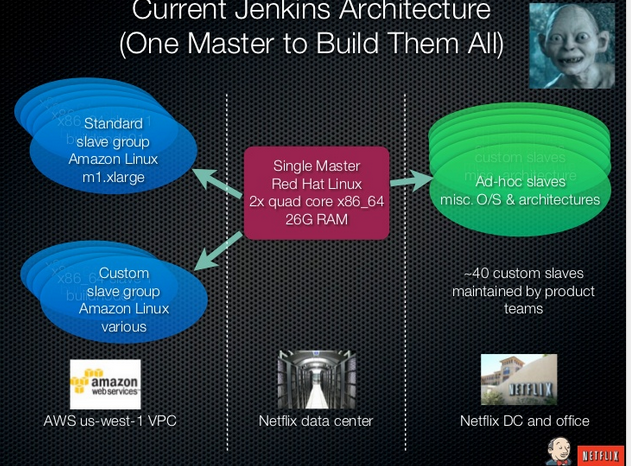 Current Jenkins Architecture
(One Master to Build Them All)
Standard
slave group
Amazon Linux
m1.xlarge
Single Master
Red Hat Linux
2x quad core x86_64
26G RAM
custom slaves
Ad-hoc slaves
misc. O/S & architectures
x86_64
Custom
slave group
Amazon Linux
various
~40 custom slaves
maintained by product
teams
amazon
web services
NETFLIX
AWS us-west-1 VPC
Netflix data center
Netflix DC and office
NETFLIX